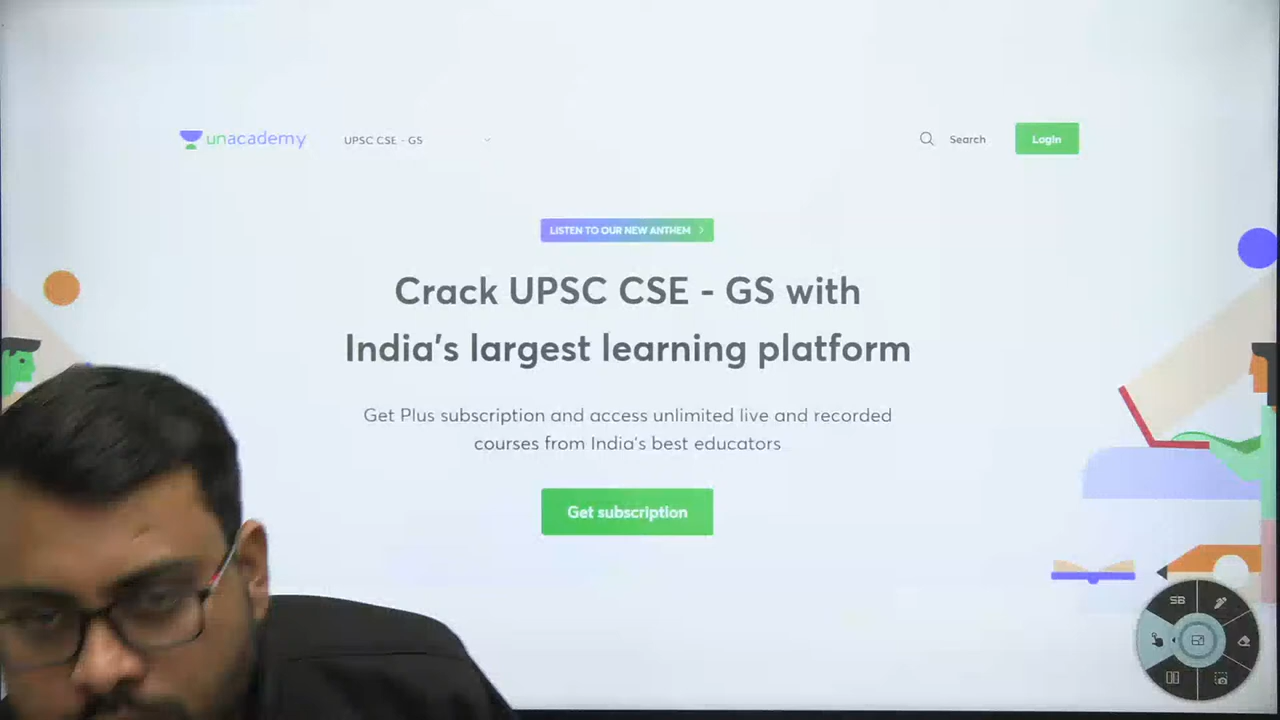 unacademy
UPSC CSE - GS
Search
Login
LISTEN TO OUR NEW ANTHEM
Crack UPSC CSE - GS with
India's largest learning platform
Get Plus subscription and access unlimited live and recorded
courses from India's best educators
Get subscription
SB